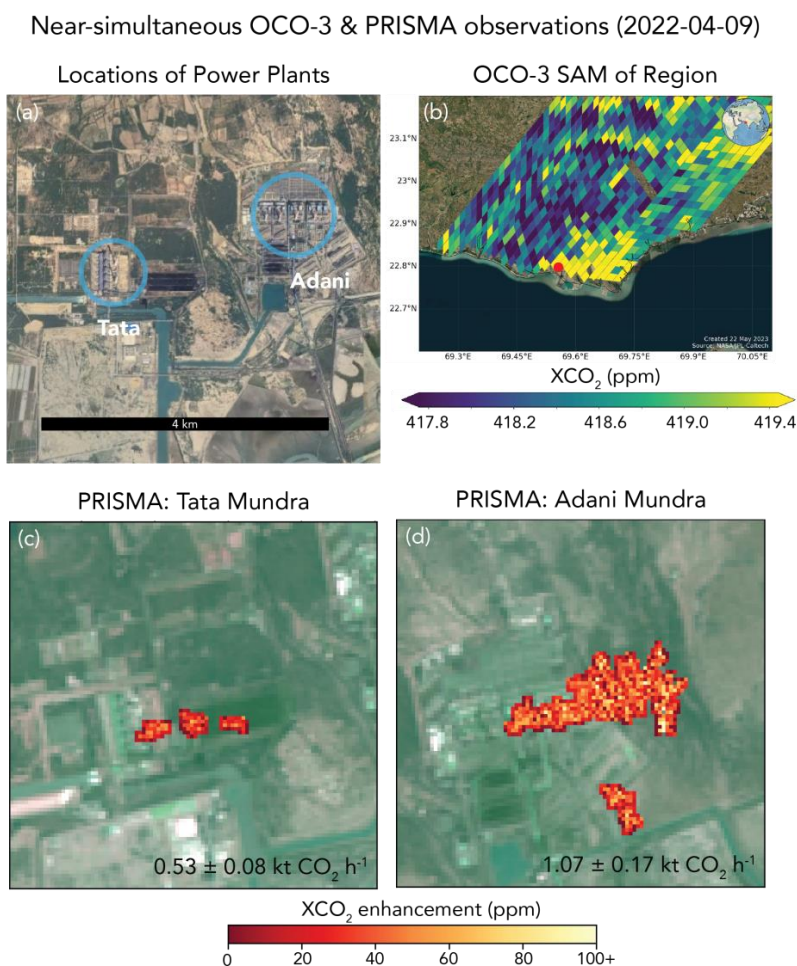 Near-simultaneous OCO-3 & PRISMA observations (2022-04-09)
Locations of Power Plants
OCO-3 SAM of Region
(a)
Adani
Tata
4 km
(b)
23.1°N
23°N
22.9°N
22.8°N
22.7°N
69.3°E 69.45°E 69.6°E 69.75°E 69.9°E 70.05°E
Created 22 May 2023
Source: NASA/JPL-Caltech
XCO₂ (ppm)
417.8 418.2 418.6 419.0 419.4
PRISMA: Tata Mundra
PRISMA: Adani Mundra
(c)
0.53 ± 0.08 kt CO₂ h⁻¹
(d)
1.07 ± 0.17 kt CO₂ h⁻¹
XCO₂ enhancement (ppm)
0 20 40 60 80 100+